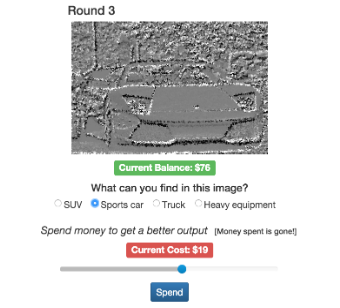 Round 3
Current Balance: $76
What can you find in this image?
SUV Sports car Truck Heavy equipment
Spend money to get a better output [Money spent is gone!]
Current Cost: $19
Spend